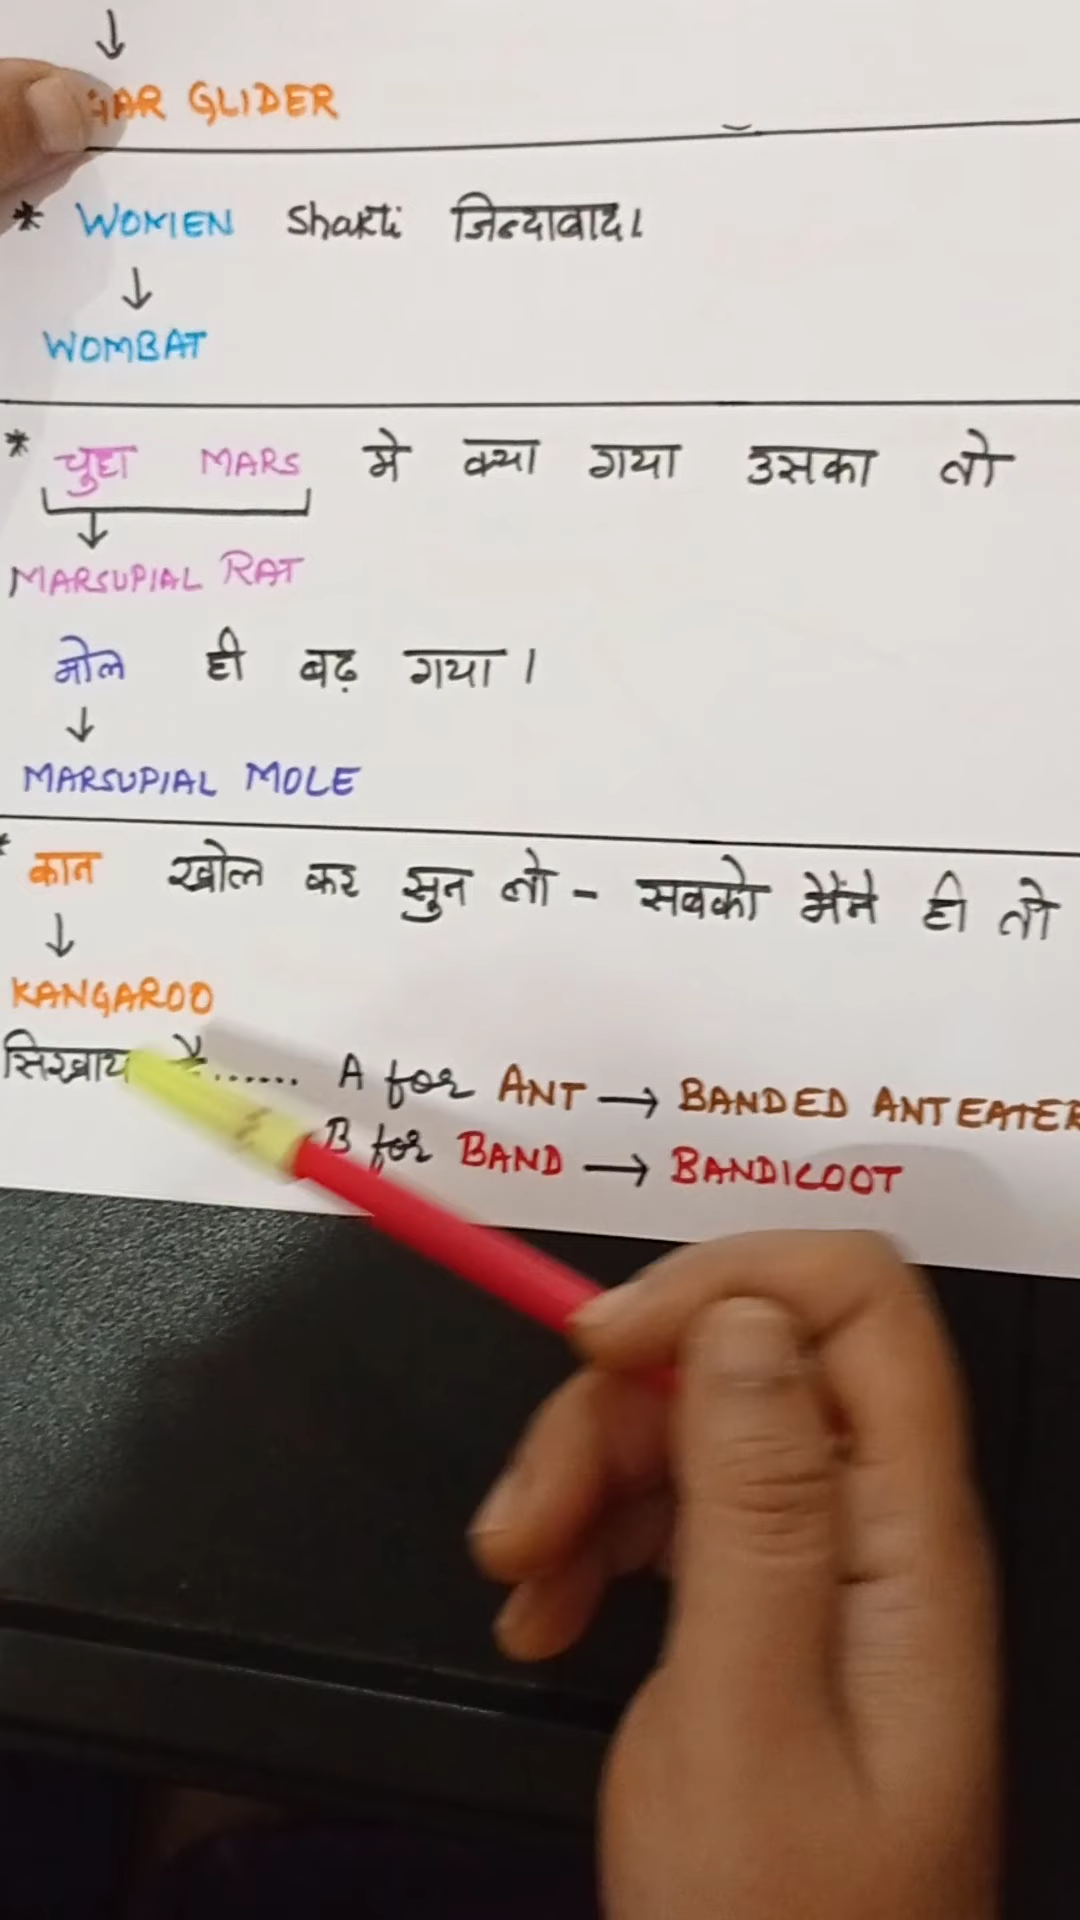 GAR GLIDER
* WOMEN Shakti जिन्दाबाद।
↓
WOMBAT
* चुहा MARS मे क्या गया उसका तो
↓
MARSUPIAL RAT
मोल ही बढ़ गया।
↓
MARSUPIAL MOLE
* कान खोल कर सुन लो - सबको मैंने ही तो
↓
KANGAROO
सिखाया है...... A for ANT → BANDED ANTEATER
B for BAND → BANDICOOT